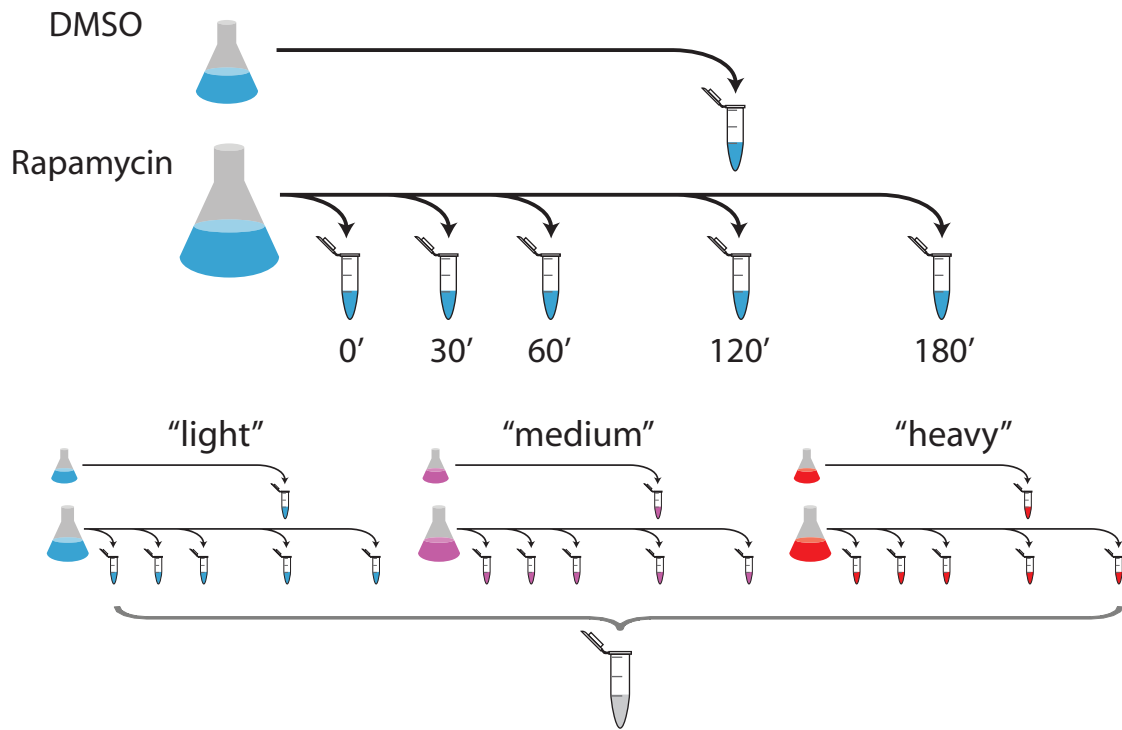 DMSO
Rapamycin
0’ 30’ 60’ 120’ 180’
“light” “medium” “heavy”